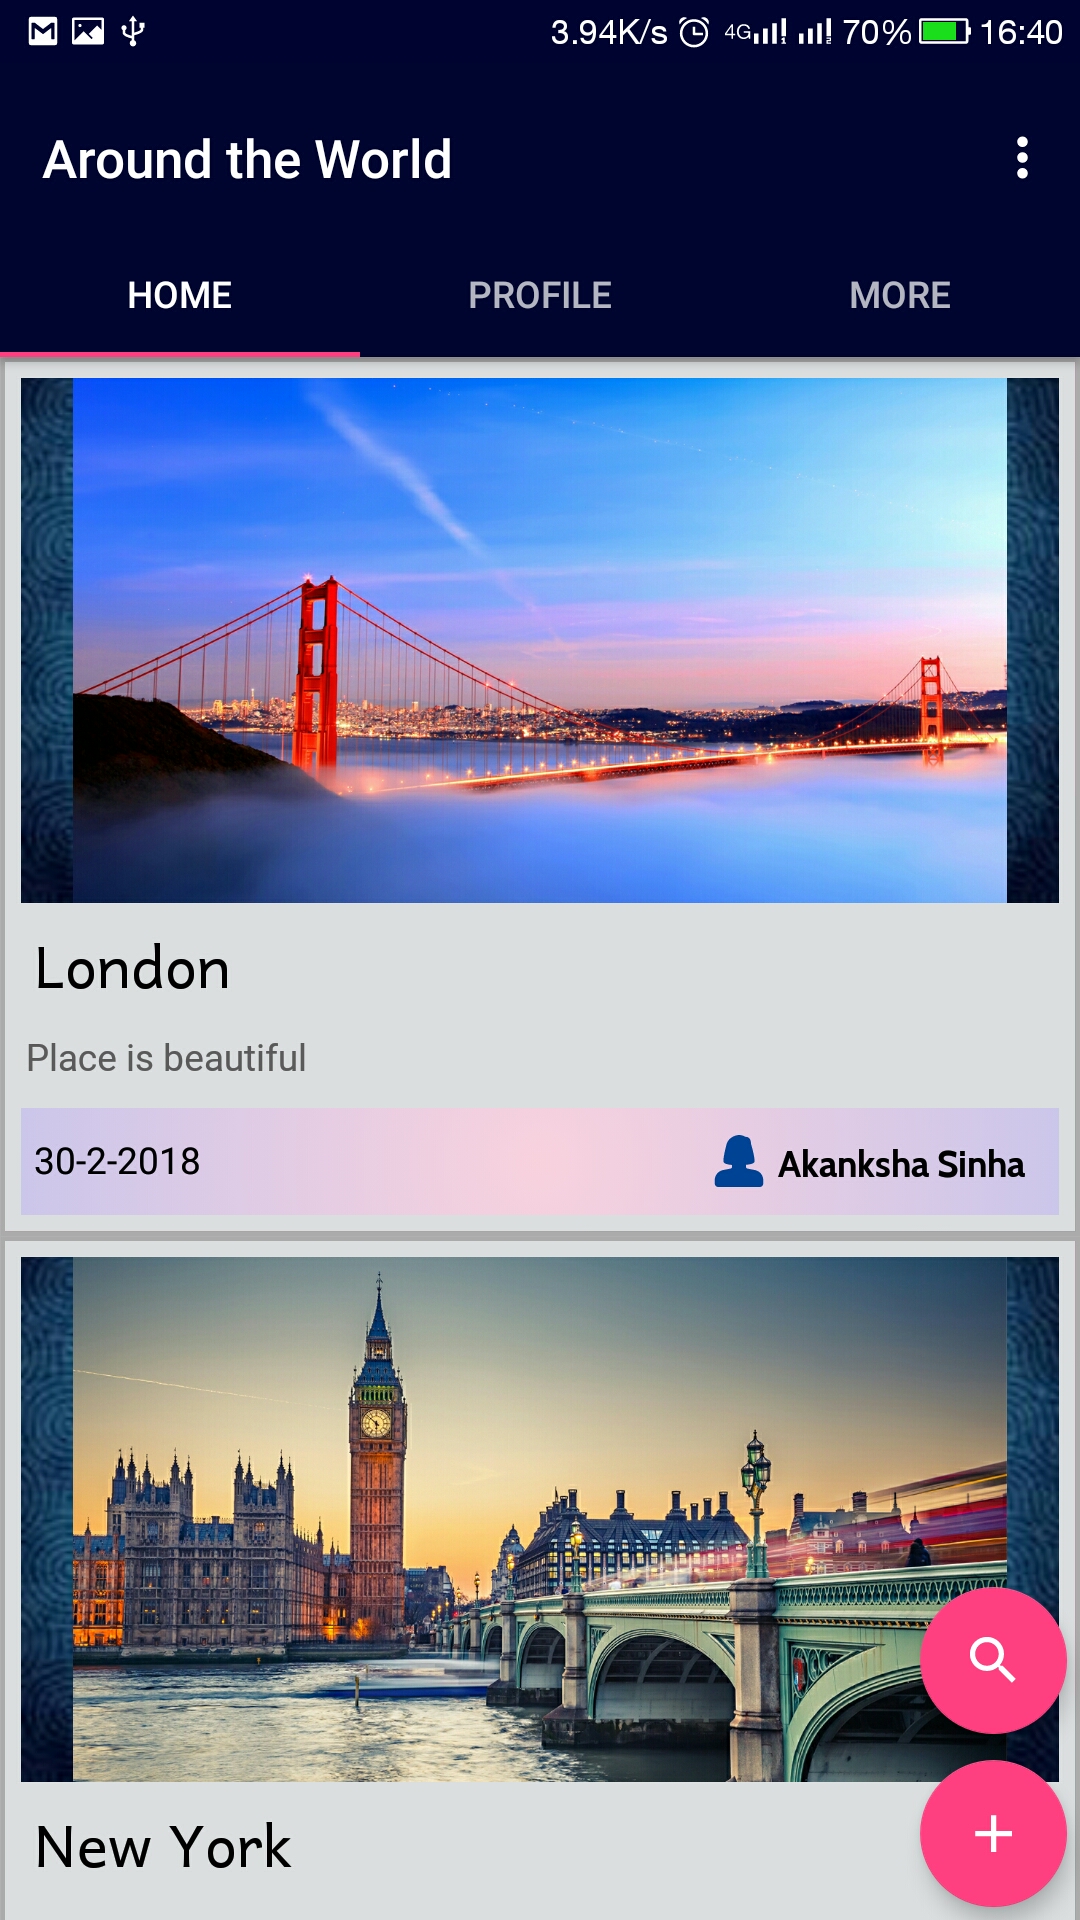 3.94K/s 4G 70% 16:40
Around the World
HOME PROFILE MORE
London
Place is beautiful
30-2-2018 Akanksha Sinha
New York